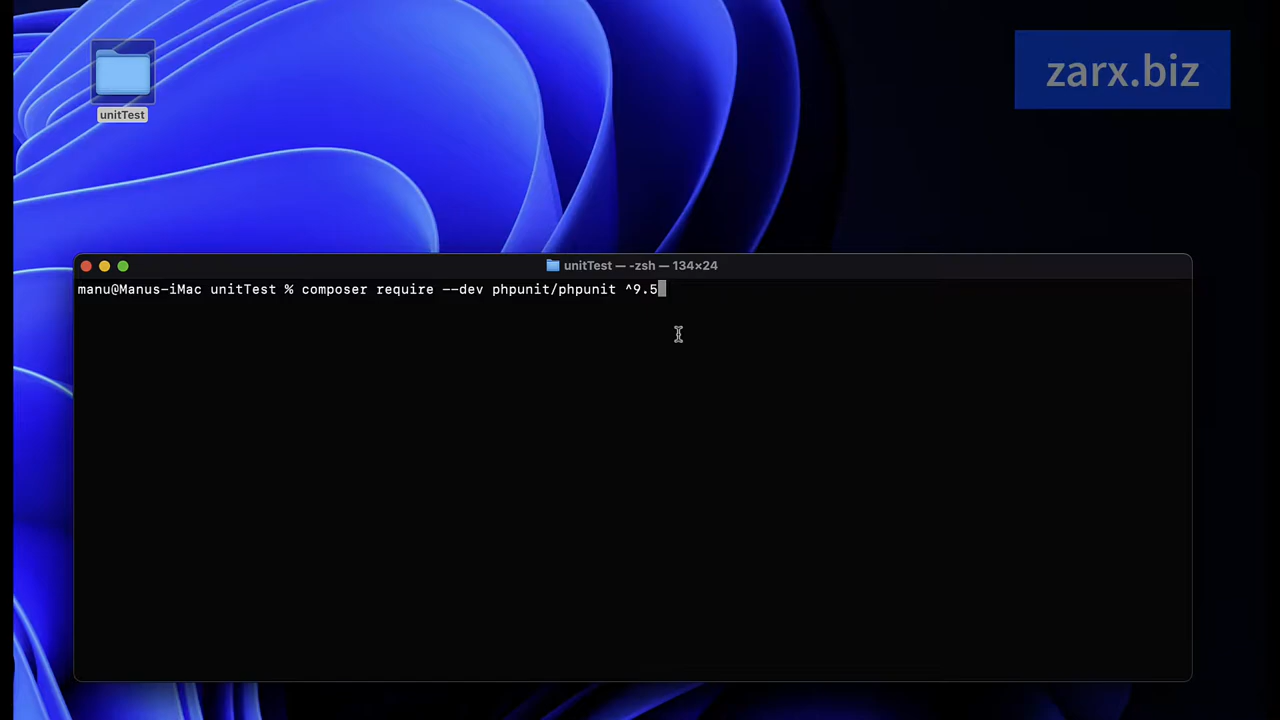 zarx.biz
unitTest
unitTest — -zsh — 134×24
manu@Manus-iMac unitTest % composer require --dev phpunit/phpunit ^9.5